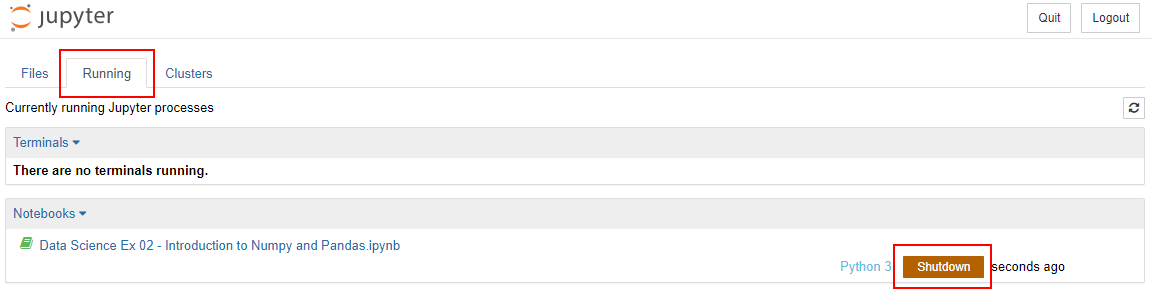 jupyter
Quit Logout
Files Running Clusters
Currently running Jupyter processes
Terminals
There are no terminals running.
Notebooks
Data Science Ex 02 - Introduction to Numpy and Pandas.ipynb
Python 3 Shutdown seconds ago